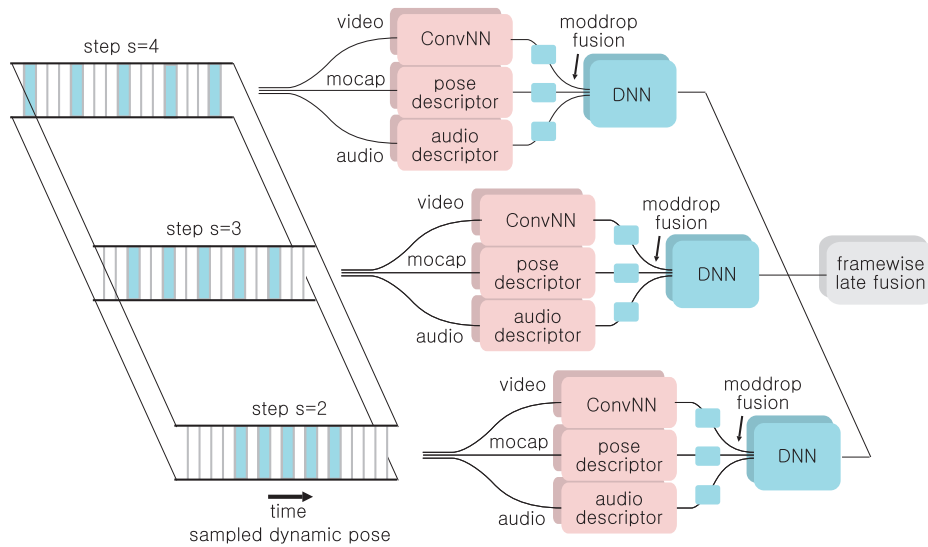 step s=4
video
ConvNN
mocap
pose
descriptor
audio
audio
descriptor
moddrop
fusion
DNN
step s=3
video
ConvNN
mocap
pose
descriptor
audio
audio
descriptor
moddrop
fusion
DNN
framewise
late fusion
step s=2
video
ConvNN
mocap
pose
descriptor
audio
audio
descriptor
moddrop
fusion
DNN
time
sampled dynamic pose